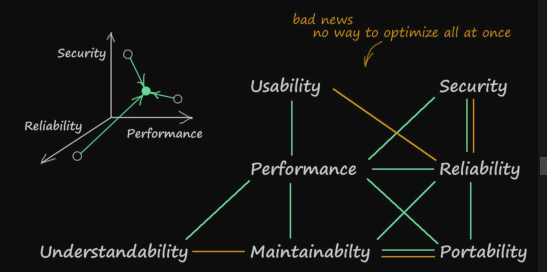 bad news
no way to optimize all at once
Security
Reliability
Performance
Usability
Security
Performance
Reliability
Understandability
Maintainabilty
Portability